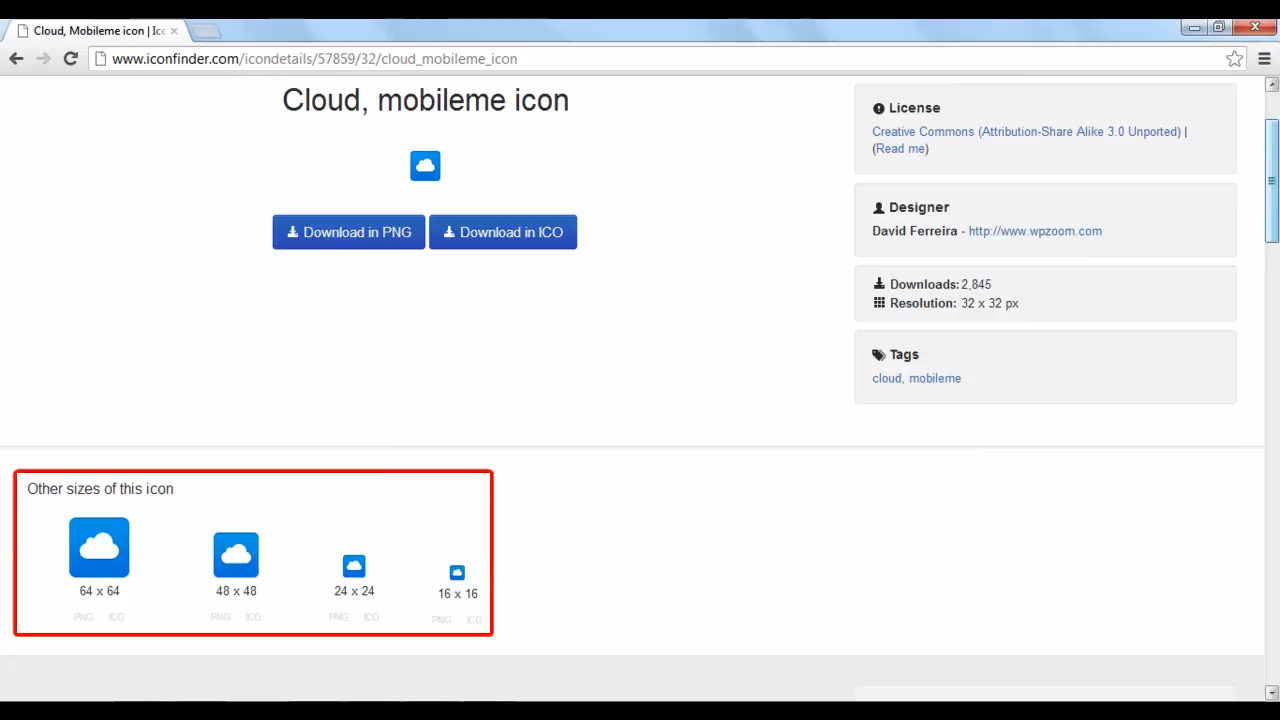 Cloud, Mobileme icon | Ic
www.iconfinder.com/icondetails/57859/32/cloud_mobileme_icon
Cloud, mobileme icon
Download in PNG Download in ICO
License
Creative Commons (Attribution-Share Alike 3.0 Unported) |
(Read me)
Designer
David Ferreira - http://www.wpzoom.com
Downloads: 2,845
Resolution: 32 x 32 px
Tags
cloud, mobileme
Other sizes of this icon
64 x 64 48 x 48 24 x 24 16 x 16
PNG ICO PNG ICO PNG ICO PNG ICO